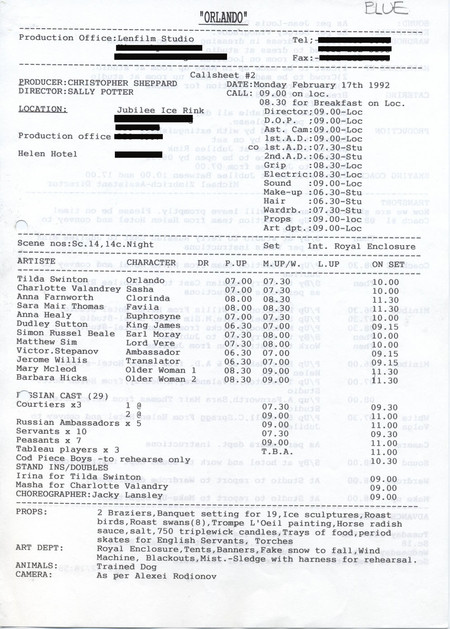 BLUE
"ORLANDO"
Production Office:Lenfilm Studio Tel:-
Fax:-
Callsheet #2
PRODUCER:CHRISTOPHER SHEPPARD DATE:Monday February 17th 1992
DIRECTOR:SALLY POTTER CALL: 09.00 on loc.
08.30 for Breakfast on Loc.
LOCATION: Jubilee Ice Rink Director;09.00-Loc
D.O.P. ;09.00-Loc
Ast. Cam:09.00-Loc
Production office 1st.A.D.:09.00-Loc
co 1st.A.D:06.30-Stu
Helen Hotel 2nd.A.D.:06.30-Stu
Grip :08.30-Loc
Electric:08.30-Loc
Sound :09.00-Loc
Make-up :06.30-Stu
Hair :06.30-Stu
Wardrb. :07.30-Stu
Props :09.00-loc
Art dpt.:09.00-Loc
Scene nos:Sc.14,14c.Night Set Int. Royal Enclosure
ARTISTE CHARACTER DR P.UP M.UP/W. L.UP ON SET
Tilda Swinton Orlando 07.00 07.30 10.00
Charlotte Valandrey Sasha 07.00 07.30 10.00
Anna Farnworth Clorinda 08.00 08.30 11.30
Sara Mair Thomas Favila 08.00 08.30 11.30
Anna Healy Euphrosyne 07.00 07.30 10.00
Dudley Sutton King James 06.30 07.00 09.15
Simon Russel Beale Earl Moray 07.30 08.00 10.00
Matthew Sim Lord Vere 07.30 08.00 10.00
Victor.Stepanov Ambassador 06.30 07.00 09.15
Jerome Willis Translator 06.30 07.00 09.15
Mary Mcleod Older Woman 1 08.30 09.00 11.30
Barbara Hicks Older Woman 2 08.30 09.00 11.30
RUSSIAN CAST (29)
Courtiers x3 1 @ 07.30 09.30
2 @ 09.00 11.00
Russian Ambassadors x 5 09.00 11.00
Servants x 10 07.30 09.00
Peasants x 7 09.00 11.00
Tableau players x 3 T.B.A. 11.00
Cod Piece Boys -to rehearse only 10.30
STAND INS/DOUBLES
Irina for Tilda Swinton 09.00
Masha for Charlotte Valandry 09.00
CHOREOGRAPHER:Jacky Lansley 09.00
PROPS: 2 Braziers,Banquet setting for 19,Ice sculptures,Roast
birds,Roast swans(8),Trompe L'Oeil painting,Horse radish
sauce,salt,750 triplewick candles,Trays of food,period
skates for English Servants, Torches
ART DEPT: Royal Enclosure,Tents,Banners,Fake snow to fall,Wind
Machine, Blackouts,Mist.-Sledge with harness for rehearsal.
ANIMALS: Trained Dog
CAMERA: As per Alexei Rodionov